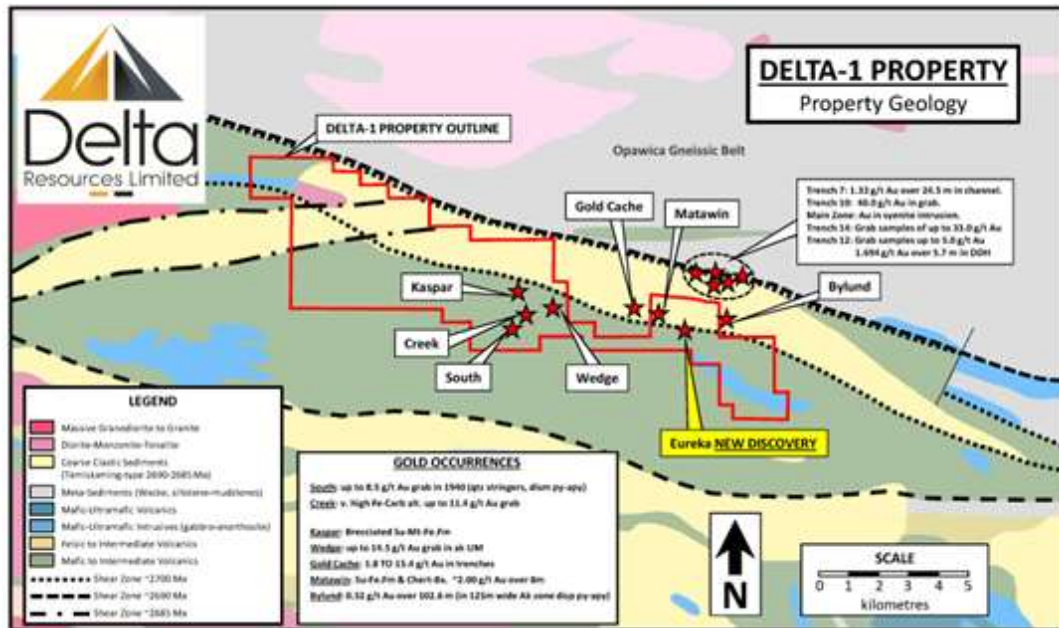 Delta
Resources Limited
DELTA-1 PROPERTY
Property Geology
DELTA-1 PROPERTY OUTLINE
Opawica Gneissic Belt
Trench 7: 1.33 g/t Au over 24.5 m in channel.
Trench 10: 40.0 g/t Au in grab.
Main Zone: Au in syenite intrusion.
Trench 14: Grab samples of up to 33.0 g/t Au
Trench 12: Grab samples up to 5.0 g/t Au
1.694 g/t Au over 5.7 m in DDH
Gold Cache
Matawin
Bylund
Kaspar
Creek
South
Wedge
Eureka NEW DISCOVERY
LEGEND
Massive Granodiorite to Granite
Diorite-Monzonite-Tonalite
Coarse Clastic Sediments
(Temiskaming-type 2690-2685 Ma)
Meta-Sediments (Wacke, siltstone-mudstones)
Mafic-Ultramafic Volcanics
Mafic-Ultramafic Intrusives (gabbro-anorthosite)
Felsic to Intermediate Volcanics
Mafic to Intermediate Volcanics
Shear Zone ~2700 Ma
Shear Zone ~2690 Ma
Shear Zone ~2685 Ma
GOLD OCCURRENCES
South: up to 8.5 g/t Au grab in 1940 (qtz stringers, dism py-apy)
Creek: v. high Fe-Carb alt. up to 11.4 g/t Au grab
Kaspar: Brecciated Su-Mt-Fe.Fm
Wedge: up to 14.5 g/t Au grab in ak UM
Gold Cache: 1.8 TO 15.4 g/t Au in trenches
Matawin: Su-Fe.Fm & Chert-Bx. ~2.00 g/t Au over 8m
Bylund: 0.32 g/t Au over 102.6 m (in 125m wide Ak zone disp py-apy)
N
SCALE
0 1 2 3 4 5
kilometres